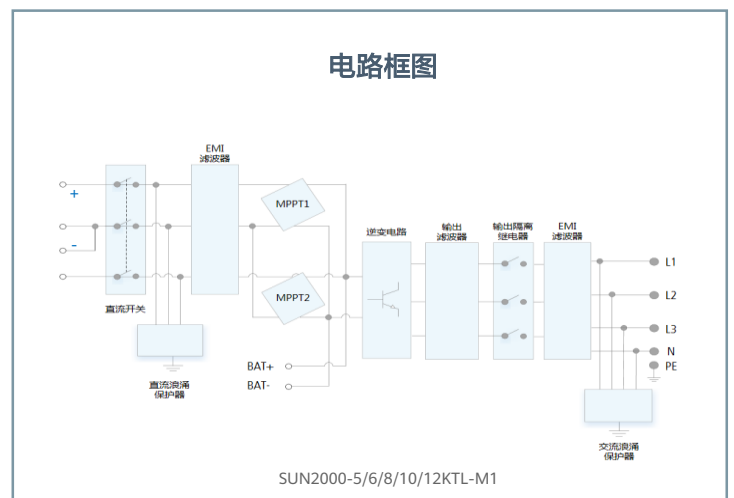 电路框图
EMI
滤波器
+
-
MPPT1
MPPT2
直流开关
逆变电路
输出
滤波器
输出隔离
继电器
EMI
滤波器
L1
L2
L3
N
PE
BAT+
BAT-
直流浪涌
保护器
交流浪涌
保护器
SUN2000-5/6/8/10/12KTL-M1